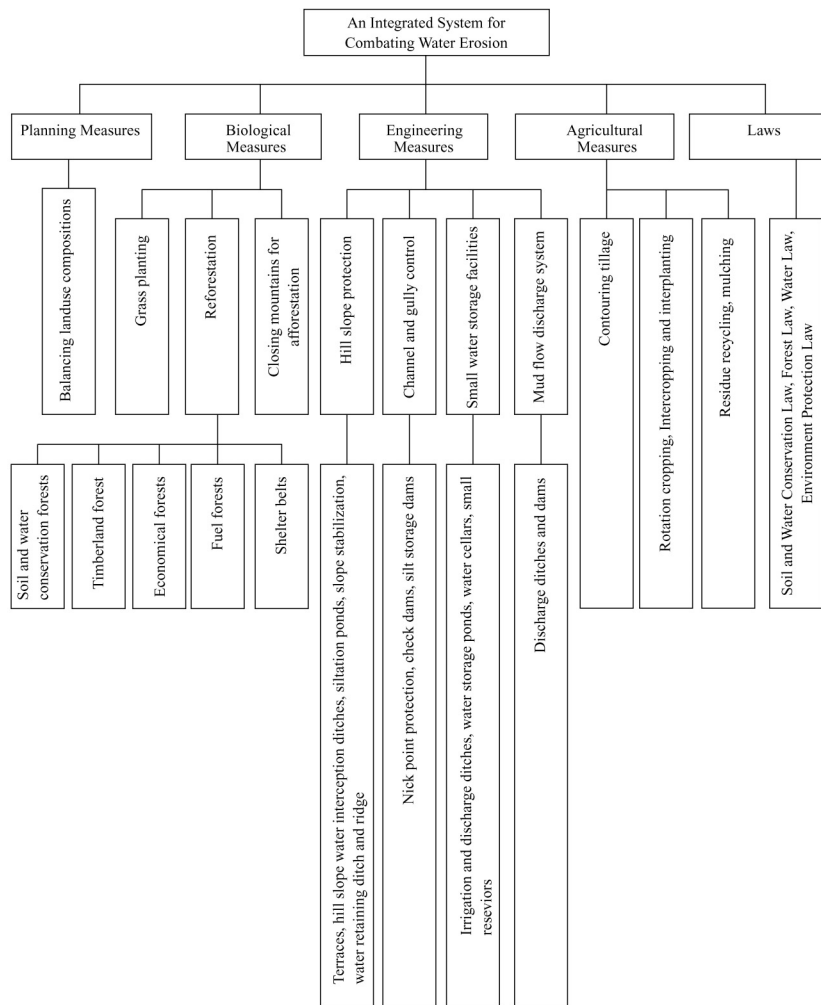 An Integrated System for
Combating Water Erosion
Planning Measures
Biological
Measures
Engineering
Measures
Agricultural
Measures
Laws
Balancing landuse compositions
Grass planting
Reforestation
Closing mountains for
afforestation
Hill slope protection
Channel and gully control
Small water storage facilities
Mud flow discharge system
Contouring tillage
Rotation cropping, Intercropping and interplanting
Residue recycling, mulching
Soil and Water Conservation Law, Forest Law, Water Law,
Environment Protection Law
Soil and water
conservation forests
Timberland forest
Economical forests
Fuel forests
Shelter belts
Terraces, hill slope water interception ditches, siltation ponds, slope stabilization,
water retaining ditch and ridge
Nick point protection, check dams, silt storage dams
Irrigation and discharge ditches, water storage ponds, water cellars, small
reseviors
Discharge ditches and dams